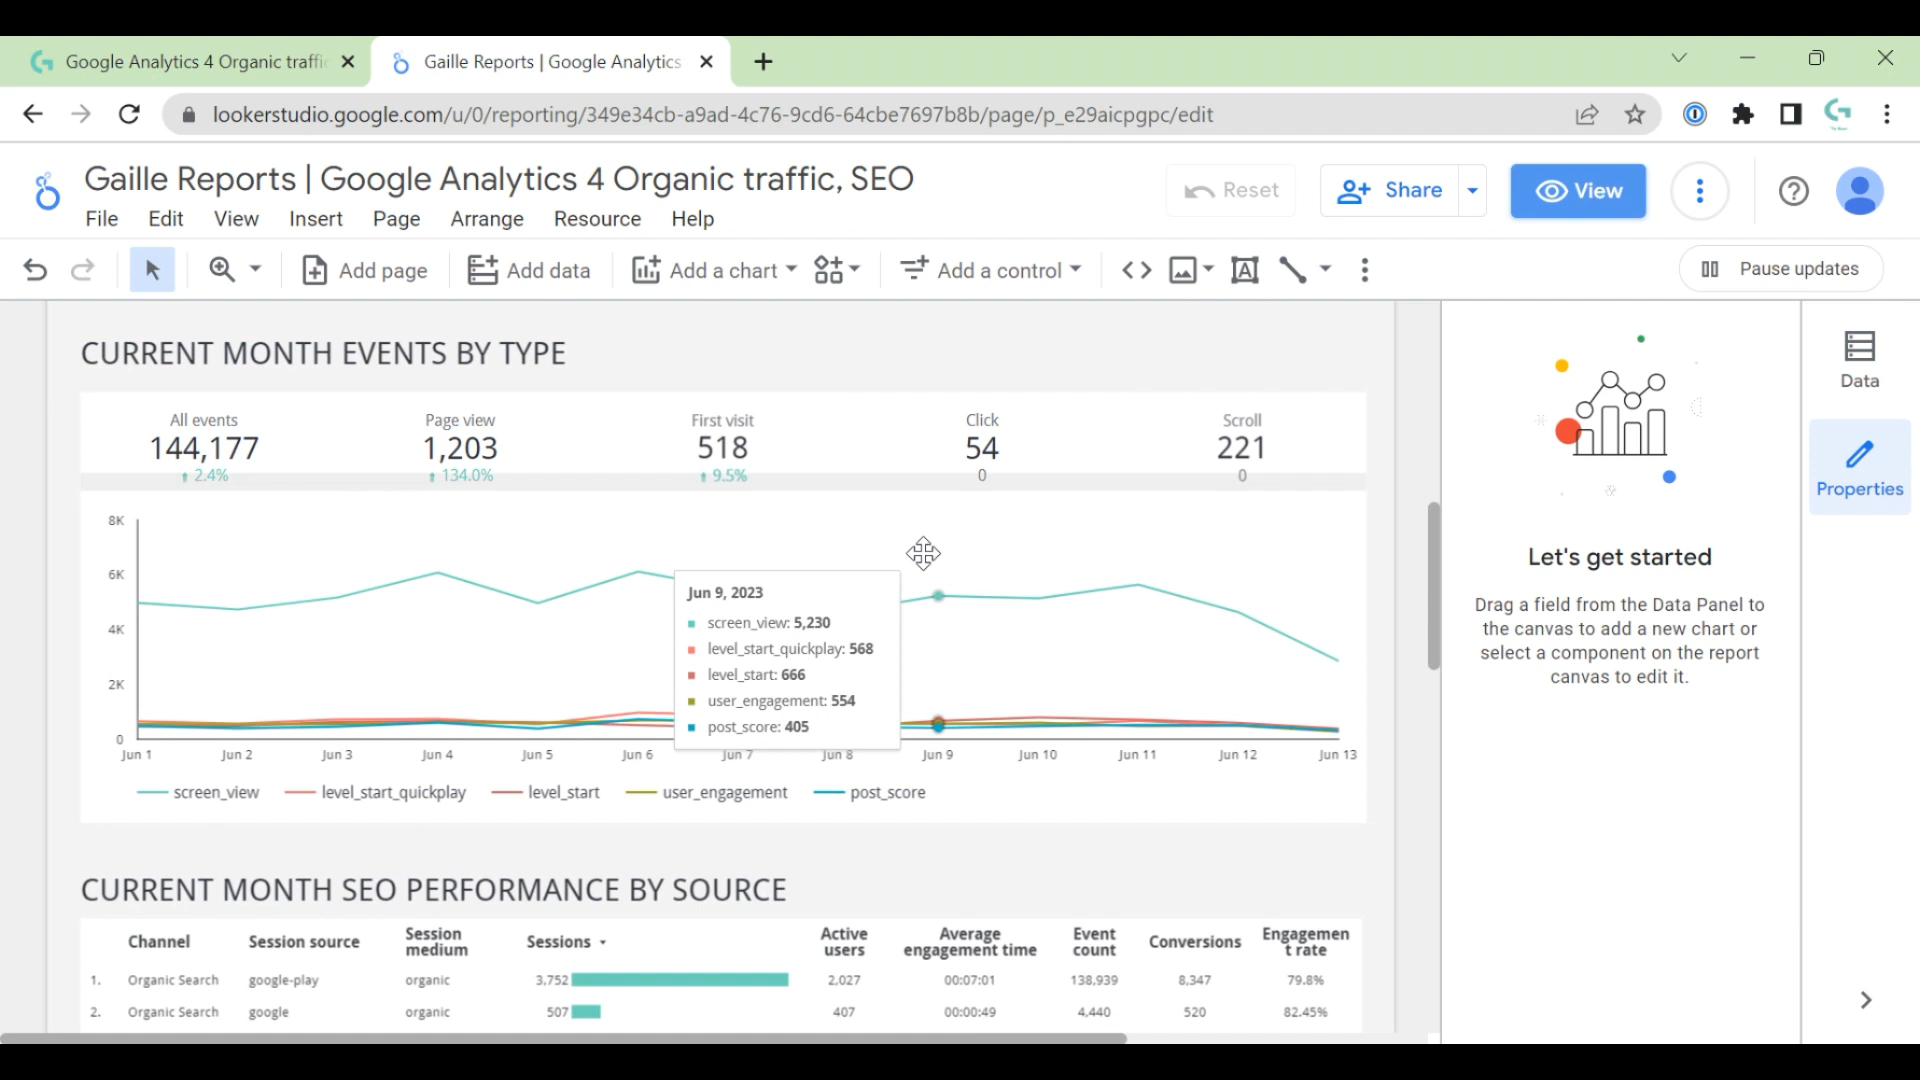 Google Analytics 4 Organic traffic
Gaille Reports | Google Analytics
lookerstudio.google.com/u/0/reporting/349e34cb-a9ad-4c76-9cd6-64cbe7697b8b/page/p_e29aicpgpc/edit
Gaille Reports | Google Analytics 4 Organic traffic, SEO
Reset
Share
View
File Edit View Insert Page Arrange Resource Help
Add page
Add data
Add a chart
Add a control
Pause updates
CURRENT MONTH EVENTS BY TYPE
All events Page view First visit Click Scroll
144,177 1,203 518 54 221
2.4% 134.0% 9.5% 0 0
8K
6K
4K
2K
0
Jun 9, 2023
screen_view: 5,230
level_start_quickplay: 568
level_start: 666
user_engagement: 554
post_score: 405
Jun 1 Jun 2 Jun 3 Jun 4 Jun 5 Jun 6 Jun 7 Jun 8 Jun 9 Jun 10 Jun 11 Jun 12 Jun 13
screen_view level_start_quickplay level_start user_engagement post_score
CURRENT MONTH SEO PERFORMANCE BY SOURCE
Channel Session source Session medium Sessions Active users Average engagement time Event count Conversions Engagemen t rate
1. Organic Search google-play organic 3,752 2,027 00:07:01 138,939 8,347 79.8%
2. Organic Search google organic 507 407 00:00:49 4,440 520 82.45%
Let's get started
Drag a field from the Data Panel to
the canvas to add a new chart or
select a component on the report
canvas to edit it.
Data
Properties